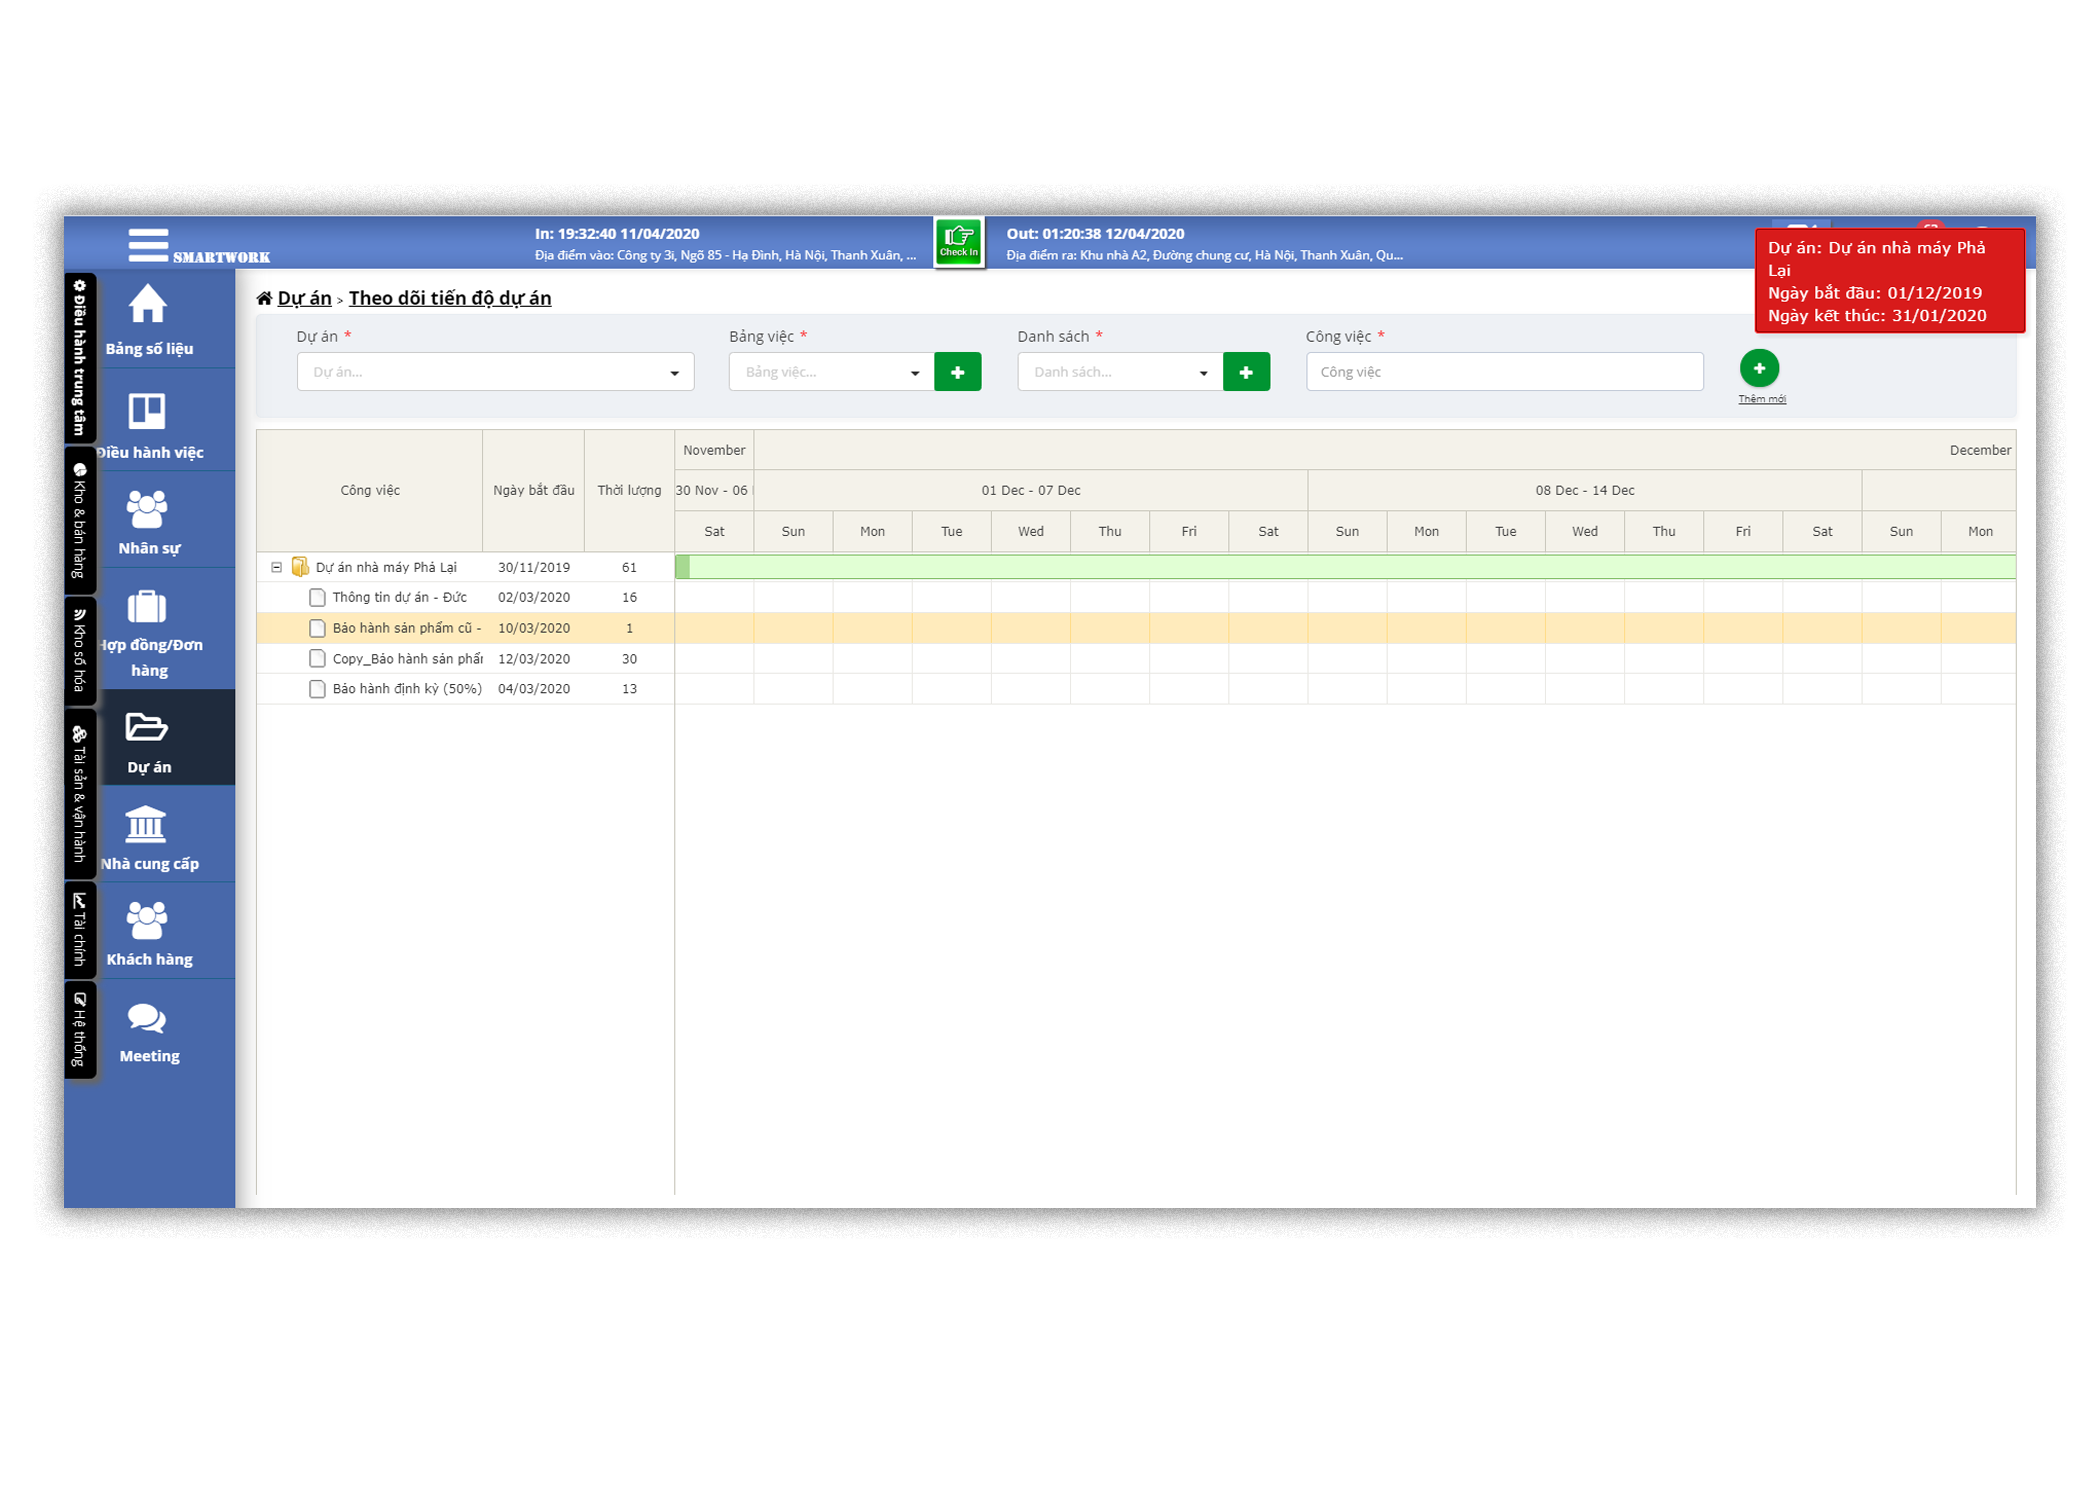 SMARTWORK
In: 19:32:40 11/04/2020
Địa điểm vào: Công ty 3i, Ngõ 85 - Hạ Đình, Hà Nội, Thanh Xuân, ...
Check In
Out: 01:20:38 12/04/2020
Địa điểm ra: Khu nhà A2, Đường chung cư, Hà Nội, Thanh Xuân, Qu...
Dự án: Dự án nhà máy Phả
Lại
Ngày bắt đầu: 01/12/2019
Ngày kết thúc: 31/01/2020
Điều hành trung tâm
Kho & bán hàng
Kho số hóa
Tài sản & vận hành
Tài chính
Hệ thống
Bảng số liệu
Điều hành việc
Nhân sự
Hợp đồng/Đơn
hàng
Dự án
Nhà cung cấp
Khách hàng
Meeting
Dự án > Theo dõi tiến độ dự án
Dự án * Bảng việc * Danh sách * Công việc *
Dự án... Bảng việc... Danh sách... Công việc
Thêm mới
Công việc Ngày bắt đầu Thời lượng
November December
30 Nov - 06 01 Dec - 07 Dec 08 Dec - 14 Dec
Sat Sun Mon Tue Wed Thu Fri Sat Sun Mon Tue Wed Thu Fri Sat Sun Mon
Dự án nhà máy Phả Lại 30/11/2019 61
Thông tin dự án - Đức 02/03/2020 16
Bảo hành sản phẩm cũ - 10/03/2020 1
Copy_Bảo hành sản phẩm 12/03/2020 30
Bảo hành định kỳ (50%) 04/03/2020 13